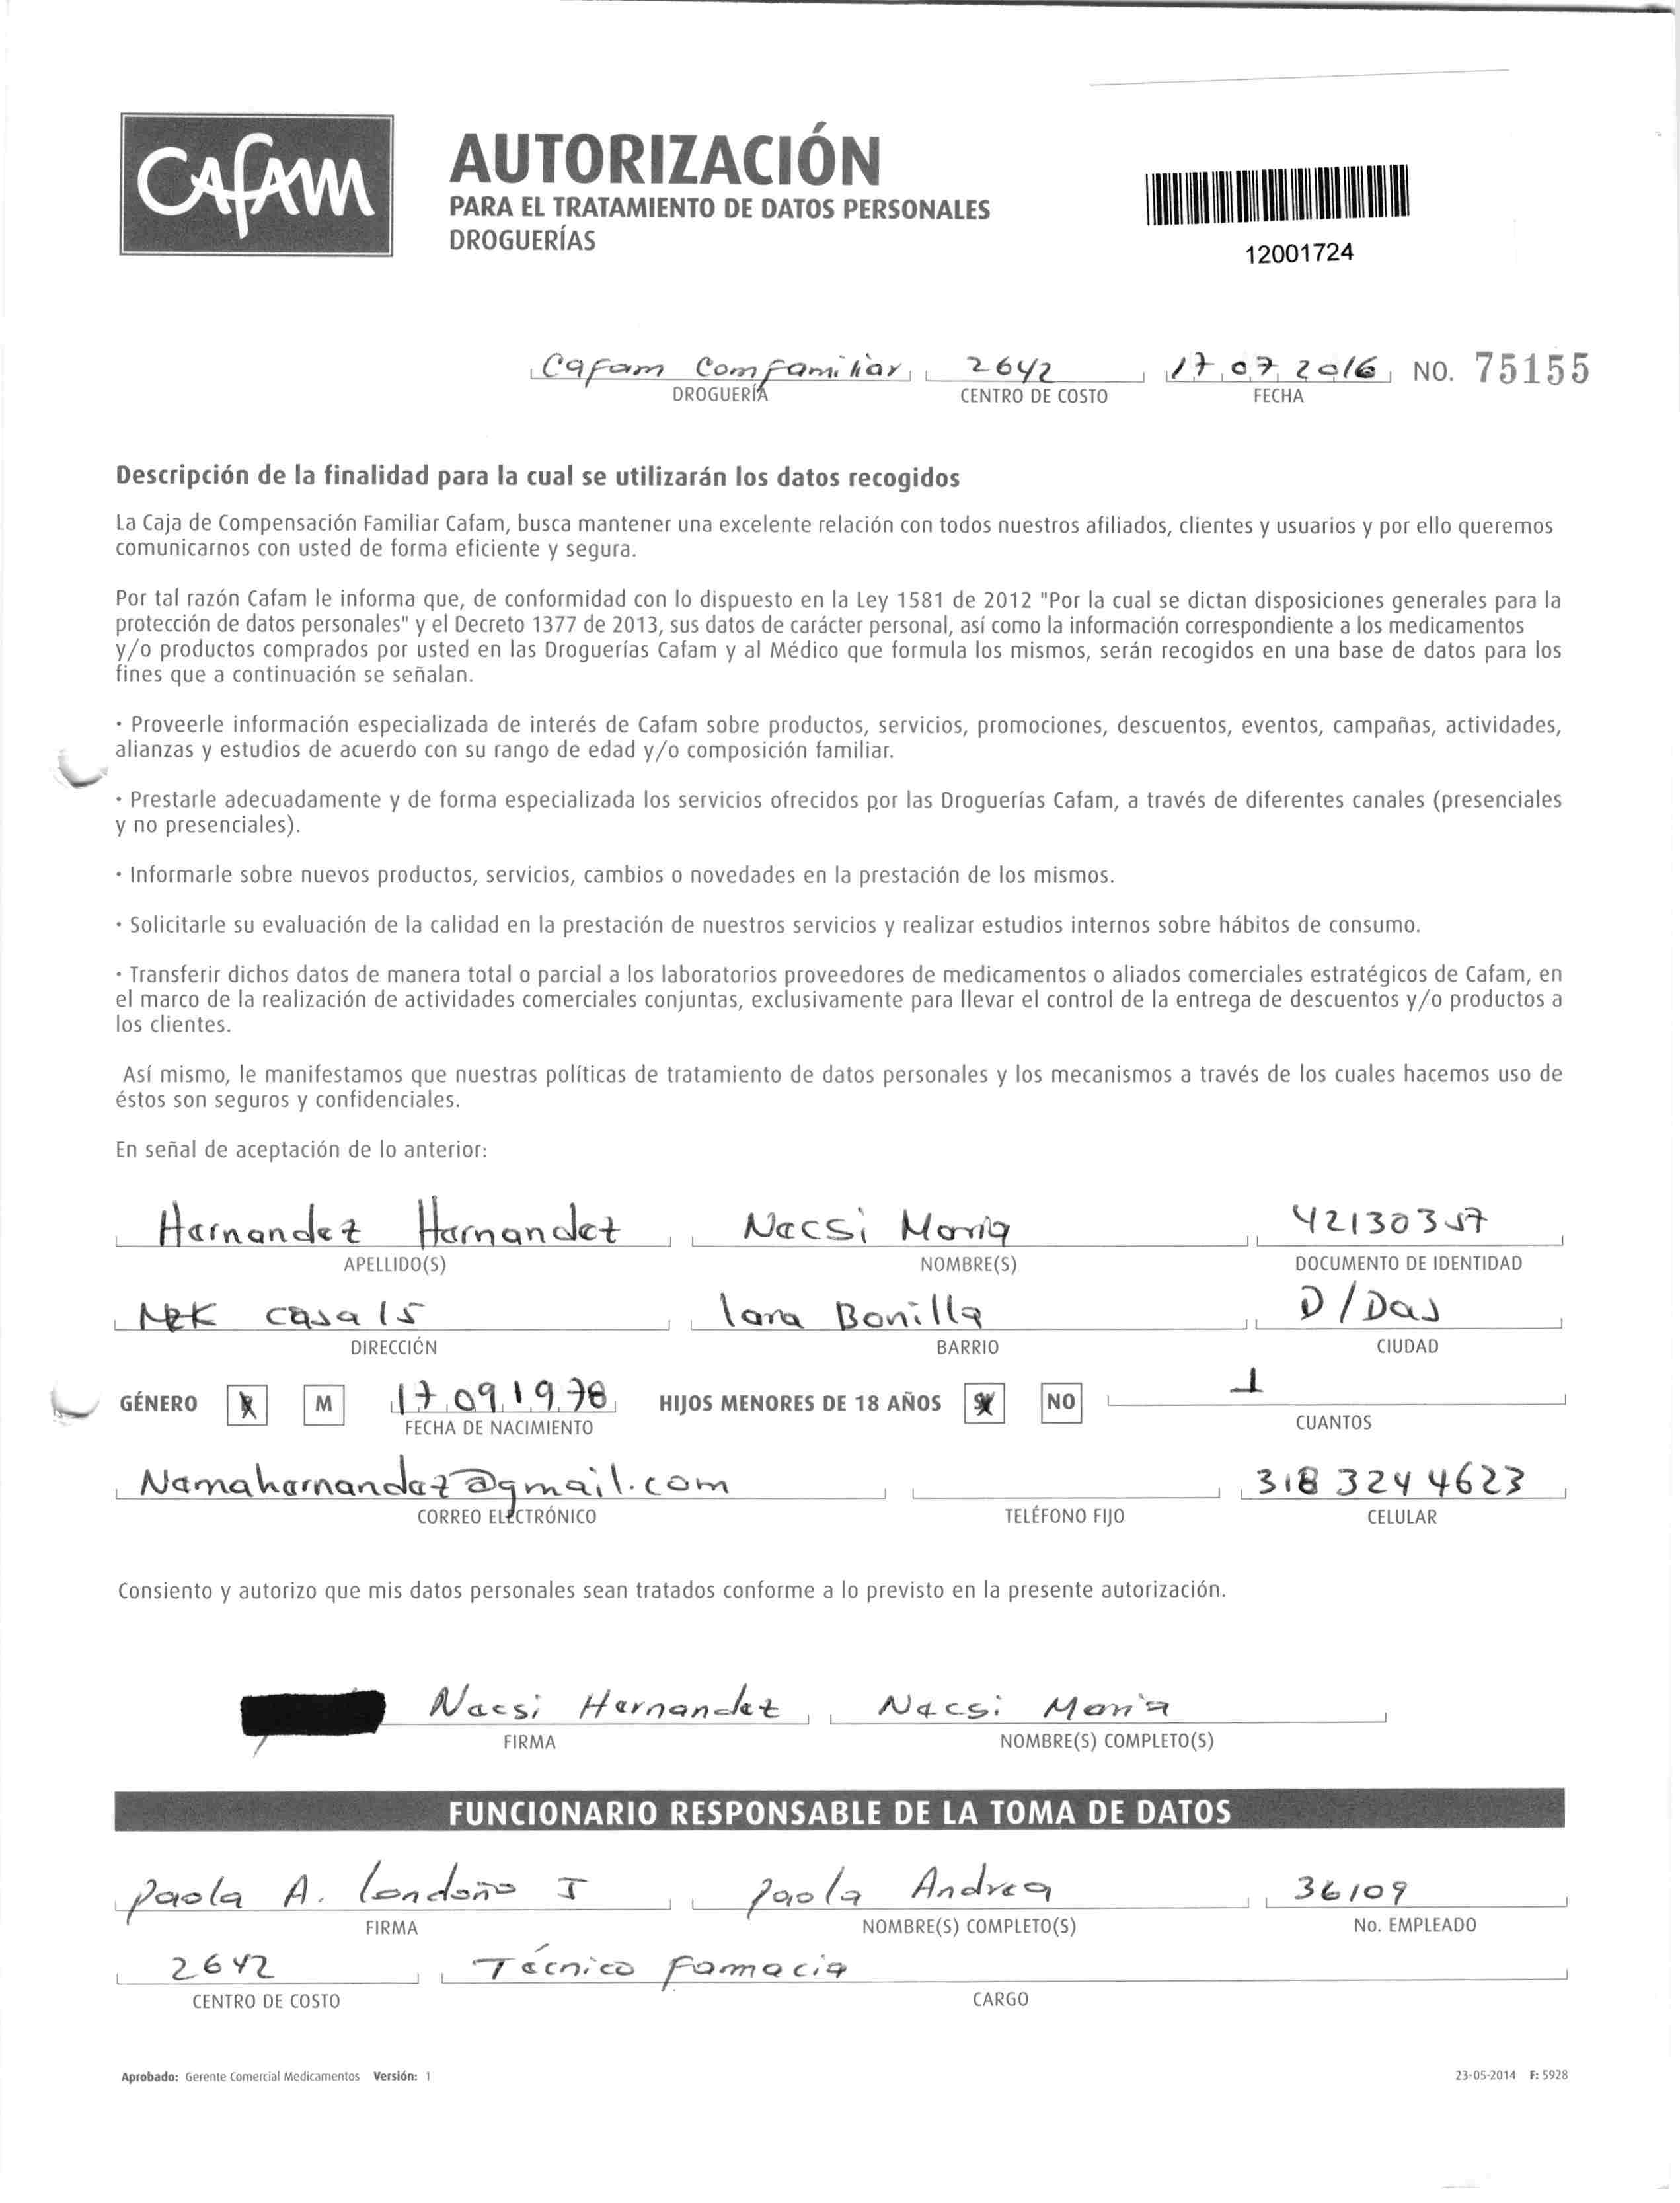 CAFAM
AUTORIZACIÓN
PARA EL TRATAMIENTO DE DATOS PERSONALES
DROGUERÍAS
12001724
Cafam Comfamiliar 2642 17 07 2016 NO. 75155
DROGUERÍA CENTRO DE COSTO FECHA
Descripción de la finalidad para la cual se utilizarán los datos recogidos
La Caja de Compensación Familiar Cafam, busca mantener una excelente relación con todos nuestros afiliados, clientes y usuarios y por ello queremos
comunicarnos con usted de forma eficiente y segura.
Por tal razón Cafam le informa que, de conformidad con lo dispuesto en la Ley 1581 de 2012 "Por la cual se dictan disposiciones generales para la
protección de datos personales" y el Decreto 1377 de 2013, sus datos de carácter personal, así como la información correspondiente a los medicamentos
y/o productos comprados por usted en las Droguerías Cafam y al Médico que formula los mismos, serán recogidos en una base de datos para los
fines que a continuación se señalan.
· Proveerle información especializada de interés de Cafam sobre productos, servicios, promociones, descuentos, eventos, campañas, actividades,
alianzas y estudios de acuerdo con su rango de edad y/o composición familiar.
· Prestarle adecuadamente y de forma especializada los servicios ofrecidos por las Droguerías Cafam, a través de diferentes canales (presenciales
y no presenciales).
· Informarle sobre nuevos productos, servicios, cambios o novedades en la prestación de los mismos.
· Solicitarle su evaluación de la calidad en la prestación de nuestros servicios y realizar estudios internos sobre hábitos de consumo.
· Transferir dichos datos de manera total o parcial a los laboratorios proveedores de medicamentos o aliados comerciales estratégicos de Cafam, en
el marco de la realización de actividades comerciales conjuntas, exclusivamente para llevar el control de la entrega de descuentos y/o productos a
los clientes.
Así mismo, le manifestamos que nuestras políticas de tratamiento de datos personales y los mecanismos a través de los cuales hacemos uso de
éstos son seguros y confidenciales.
En señal de aceptación de lo anterior:
Hernandez Hernandez Necsi Maria 42130357
APELLIDO(S) NOMBRE(S) DOCUMENTO DE IDENTIDAD
casa 15 lara Bonilla D/Das
DIRECCIÓN BARRIO CIUDAD
GÉNERO M 17 09 1978 HIJOS MENORES DE 18 AÑOS NO 1
FECHA DE NACIMIENTO CUANTOS
Namahernandez@gmail.com 318 324 4623
CORREO ELECTRÓNICO TELÉFONO FIJO CELULAR
Consiento y autorizo que mis datos personales sean tratados conforme a lo previsto en la presente autorización.
Necsi Hernandez Necsi Maria
FIRMA NOMBRE(S) COMPLETO(S)
FUNCIONARIO RESPONSABLE DE LA TOMA DE DATOS
Paola A. Londoño J Paola Andrea 36109
FIRMA NOMBRE(S) COMPLETO(S) No. EMPLEADO
2642 Técnico Farmacia
CENTRO DE COSTO CARGO
Aprobado: Gerente Comercial Medicamentos Versión: 1 23-05-2014 F: 5928